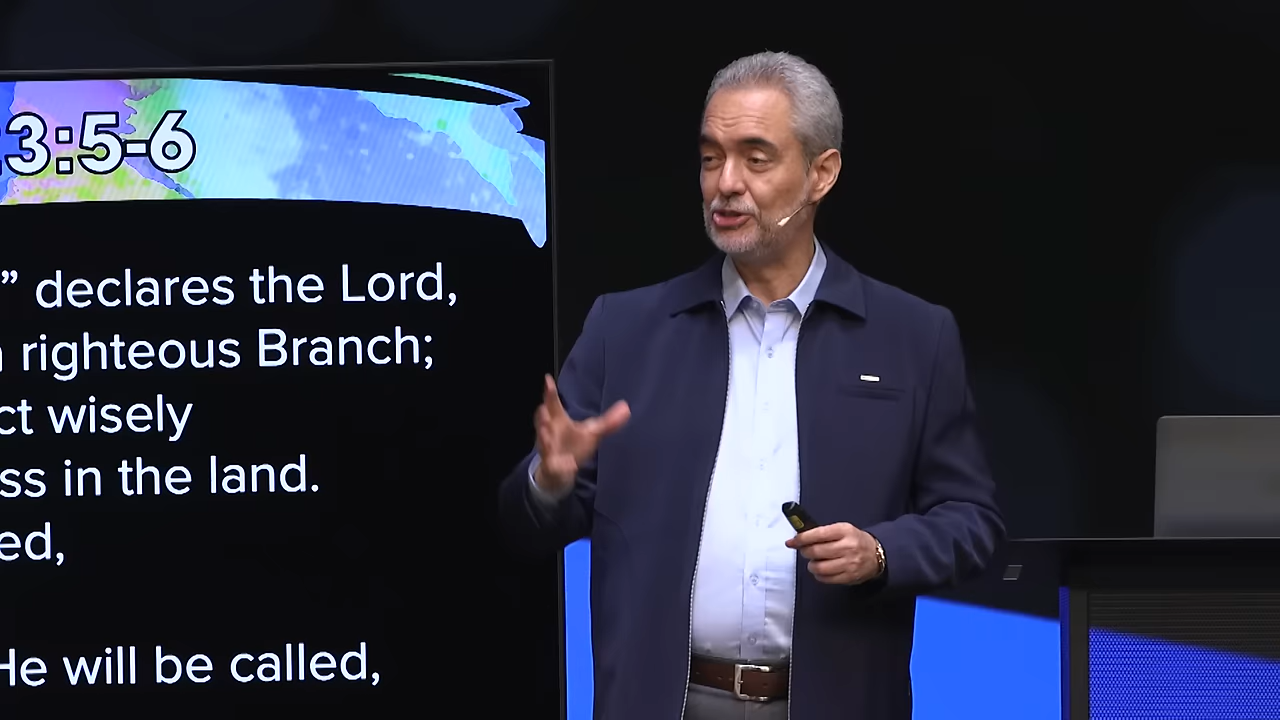 3:5-6
” declares the Lord,
righteous Branch;
ct wisely
ss in the land.
ed,
He will be called,